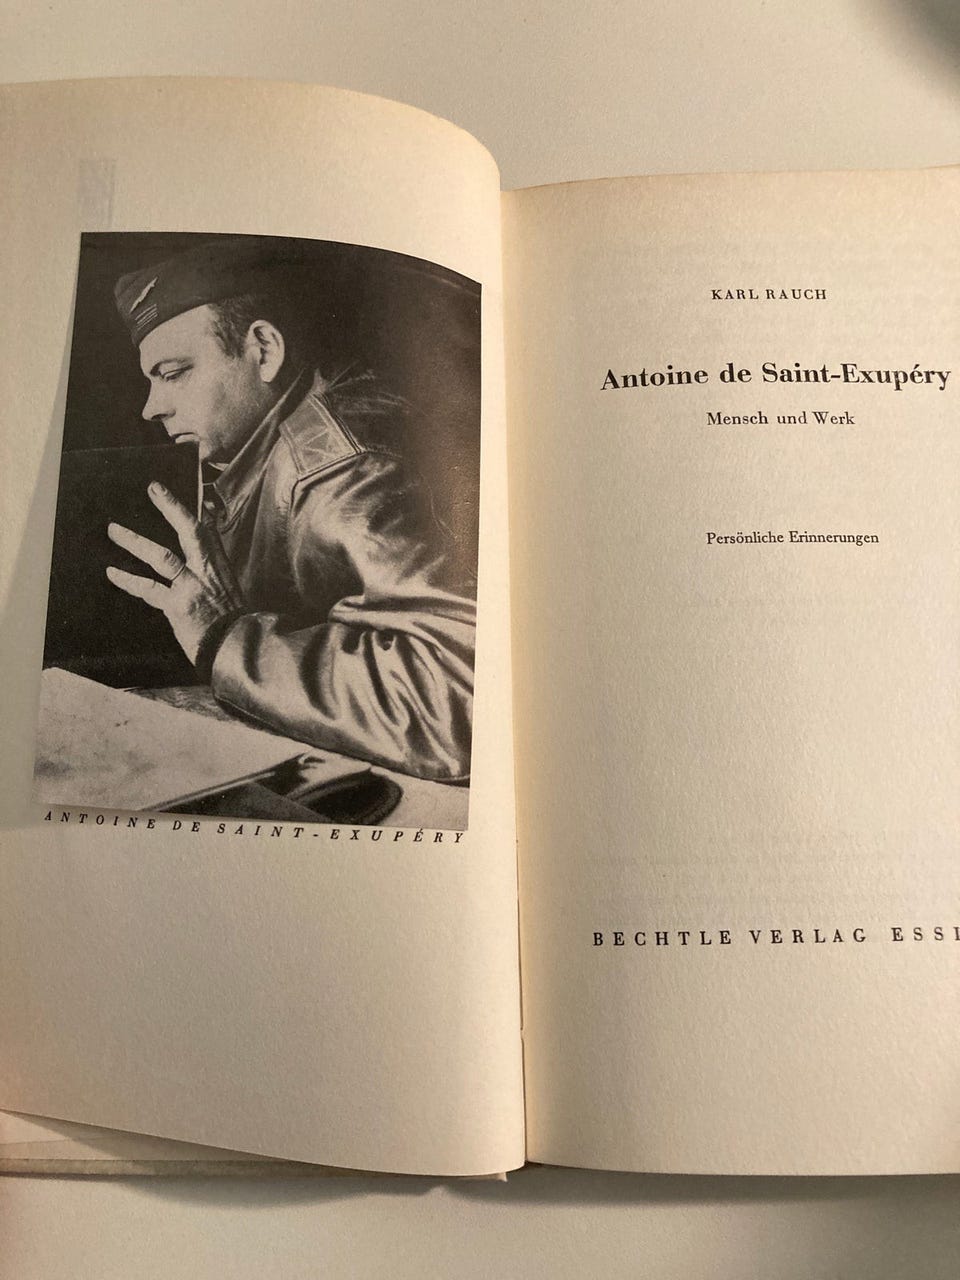 ANTOINE DE SAINT-EXUPÉRY
KARL RAUCH
Antoine de Saint-Exupéry
Mensch und Werk
Persönliche Erinnerungen
BECHTLE VERLAG